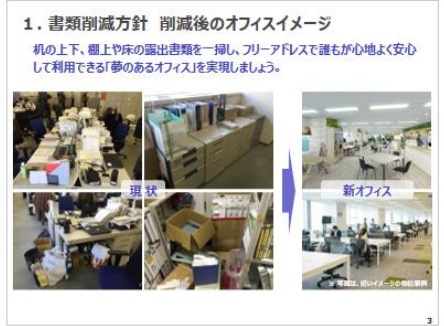 1．書類削減方針 削減後のオフィスイメージ
机の上下、棚上や床の露出書類を一掃し、フリーアドレスで誰もが心地よく安心
して利用できる「夢のあるオフィス」を実現しましょう。
現 状
新オフィス
※ 写真は、近いイメージの他社事例
3